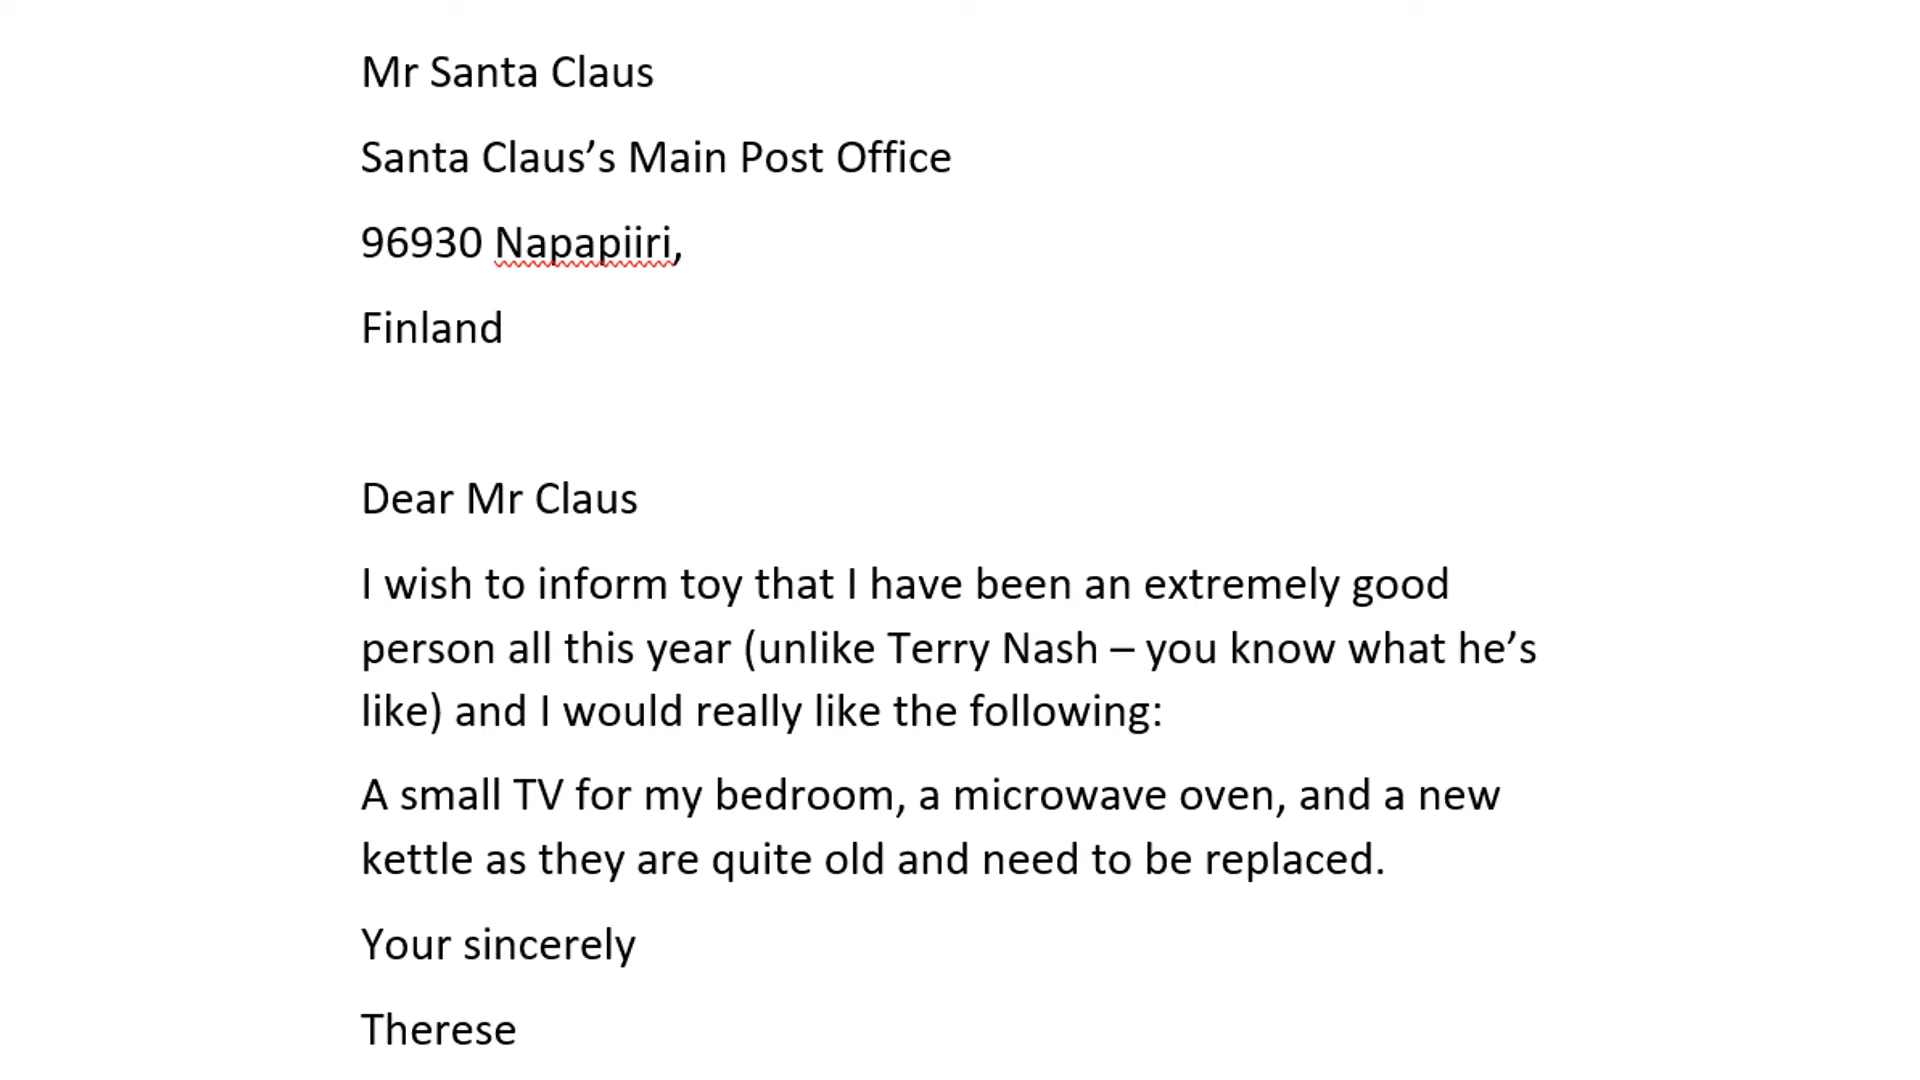 Mr Santa Claus
Santa Claus’s Main Post Office
96930 Napapiiri,
Finland
Dear Mr Claus
I wish to inform toy that I have been an extremely good
person all this year (unlike Terry Nash – you know what he’s
like) and I would really like the following:
A small TV for my bedroom, a microwave oven, and a new
kettle as they are quite old and need to be replaced.
Your sincerely
Therese